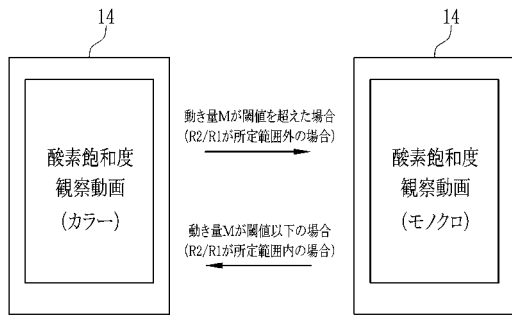 14
14
酸素飽和度
観察動画
(カラー)
動き量Mが閾値を超えた場合
(R2/R1が所定範囲外の場合)
動き量Mが閾値以下の場合
(R2/R1が所定範囲内の場合)
酸素飽和度
観察動画
(モノクロ)